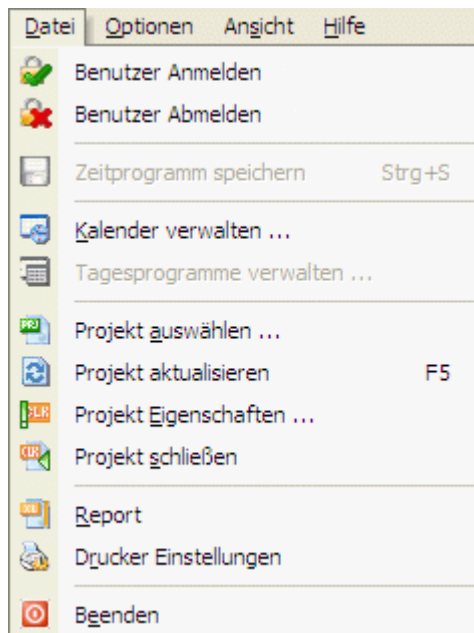 Datei Optionen Ansicht Hilfe
Benutzer Anmelden
Benutzer Abmelden
Zeitprogramm speichern Strg+S
Kalender verwalten ...
Tagesprogramme verwalten ...
Projekt auswählen ...
Projekt aktualisieren F5
Projekt Eigenschaften ...
Projekt schließen
Report
Drucker Einstellungen
Beenden